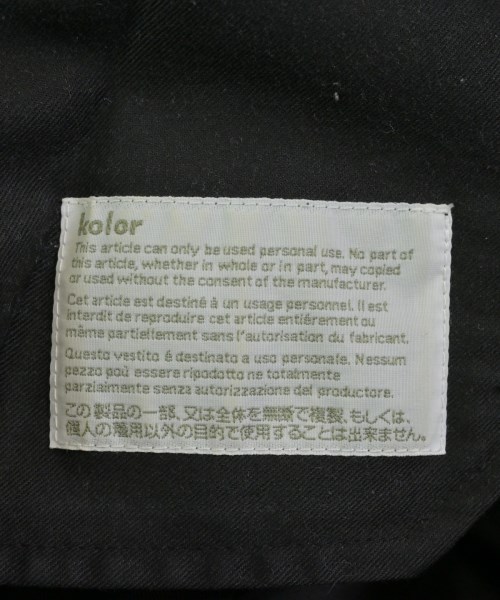 kolor
This article can only be used personal use. No part of
this article, whether in whole or in part, may copied
or used without the consent of the manufacturer.
Cet article est destiné à un usage personnel. Il est
interdit de reproduire cet article entiérement ou
même partiellement sans l'autorisation du fabricant.
Questo vestito é destinato a uso personale. Nessum
pezzo paū essere ripodotto ne totalmente
parzialmente senza autorizzazione del productore.
この製品の一部、又は全体を無断で複製、もしくは、
個人の着用以外の目的で使用することは出来ません。